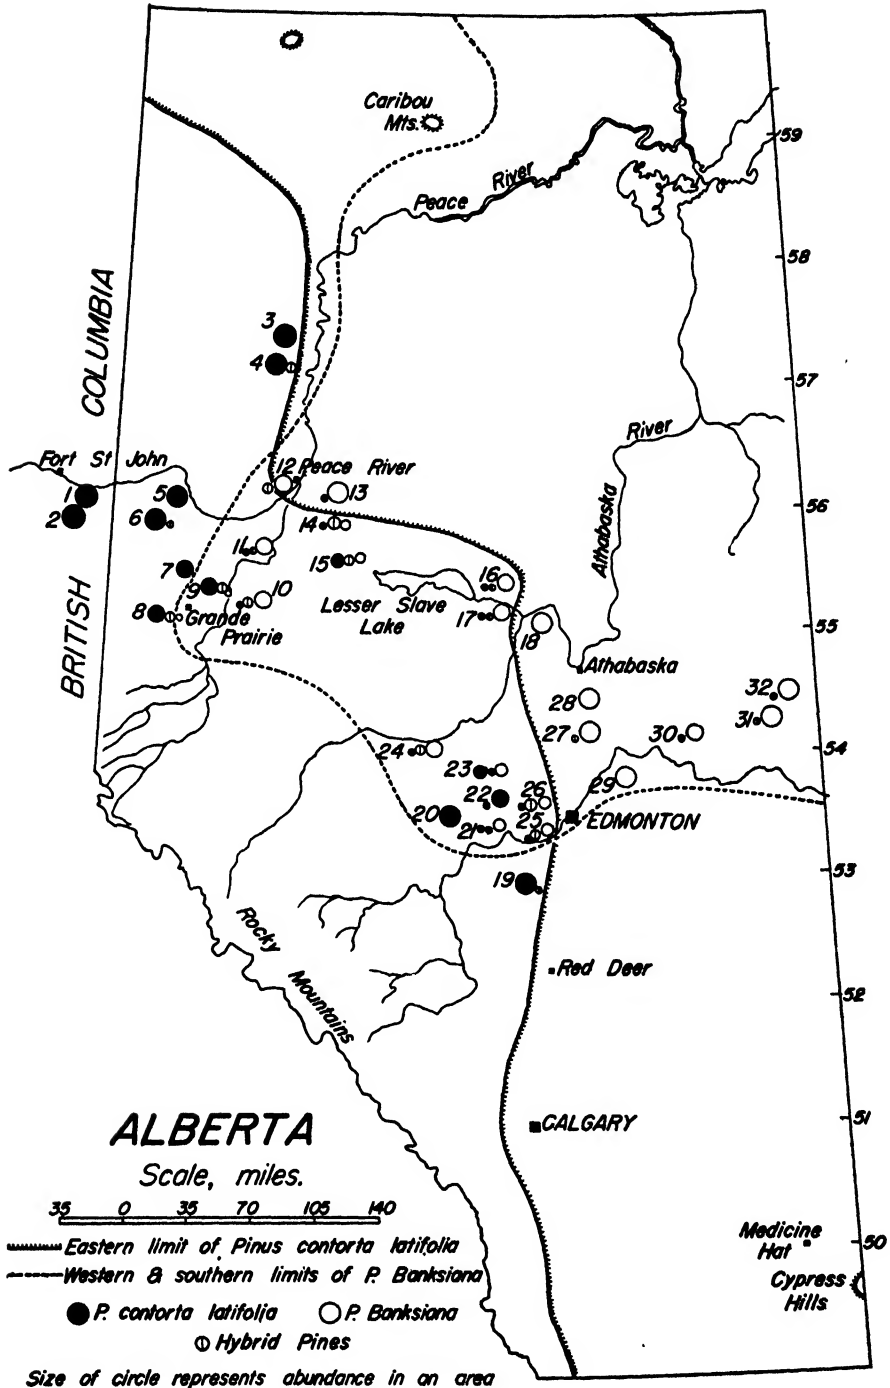 Caribou
Mts.
59
Peace River
58
COLUMBIA
3
4
57
River
Fort St John
12 Peace River
13
1
5
2
6
56
14
Athabaska
11
15
7
16
9
10
8
Grande
Prairie
Lesser Slave
Lake
17
18
55
BRITISH
Athabaska
28
32
27
30
31
24
54
23
29
22
26
20
21
25
EDMONTON
53
19
Rocky
Mountains
Red Deer
52
51
ALBERTA
CALGARY
Scale, miles.
35 0 35 70 105 140
Medicine
Hat
50
Eastern limit of Pinus contorta latifolia
Western & southern limits of P. Banksiana
Cypress
Hills
P. contorta latifolia P. Banksiana
Hybrid Pines
Size of circle represents abundance in an area